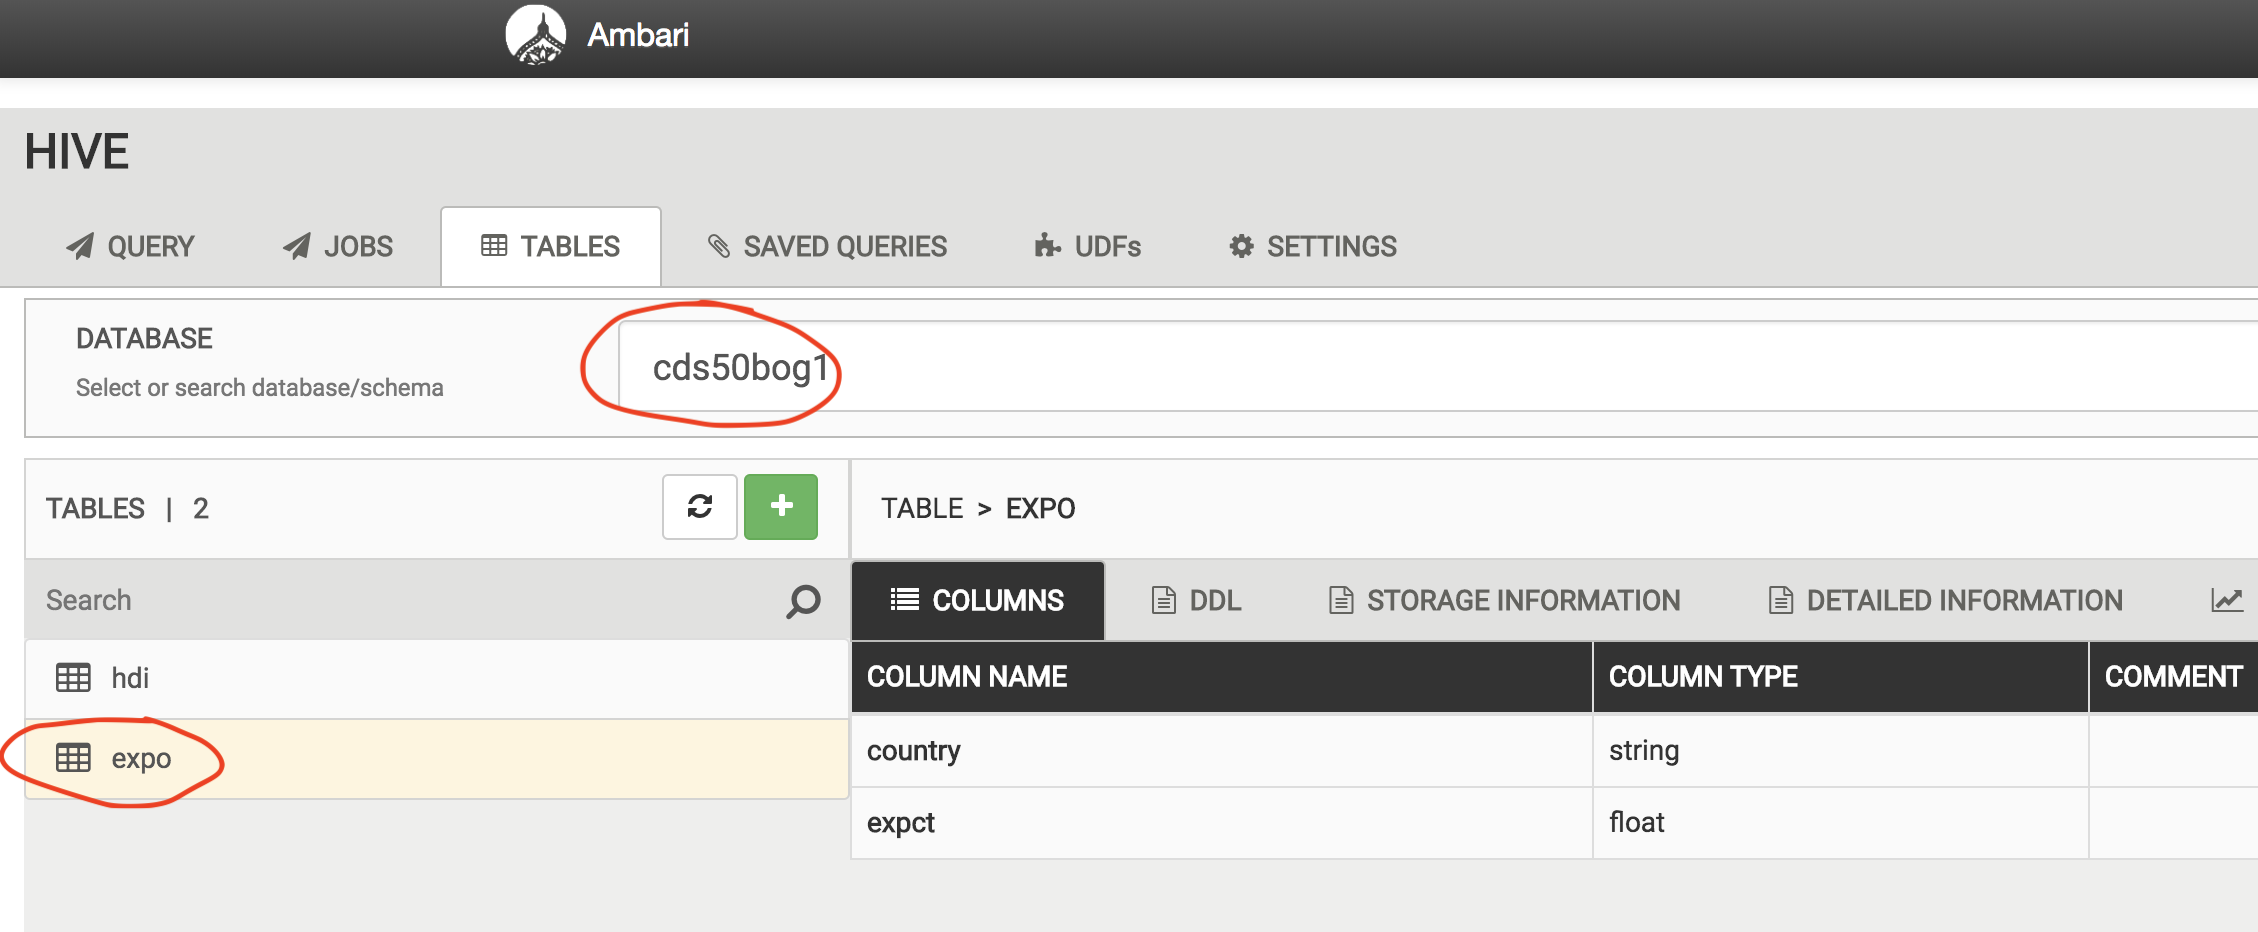 Ambari
HIVE
QUERY JOBS TABLES SAVED QUERIES UDFs SETTINGS
DATABASE
Select or search database/schema
cds50bog1
TABLES | 2
TABLE > EXPO
Search
COLUMNS DDL STORAGE INFORMATION DETAILED INFORMATION
hdi
expo
COLUMN NAME COLUMN TYPE COMMENT
country string
expct float